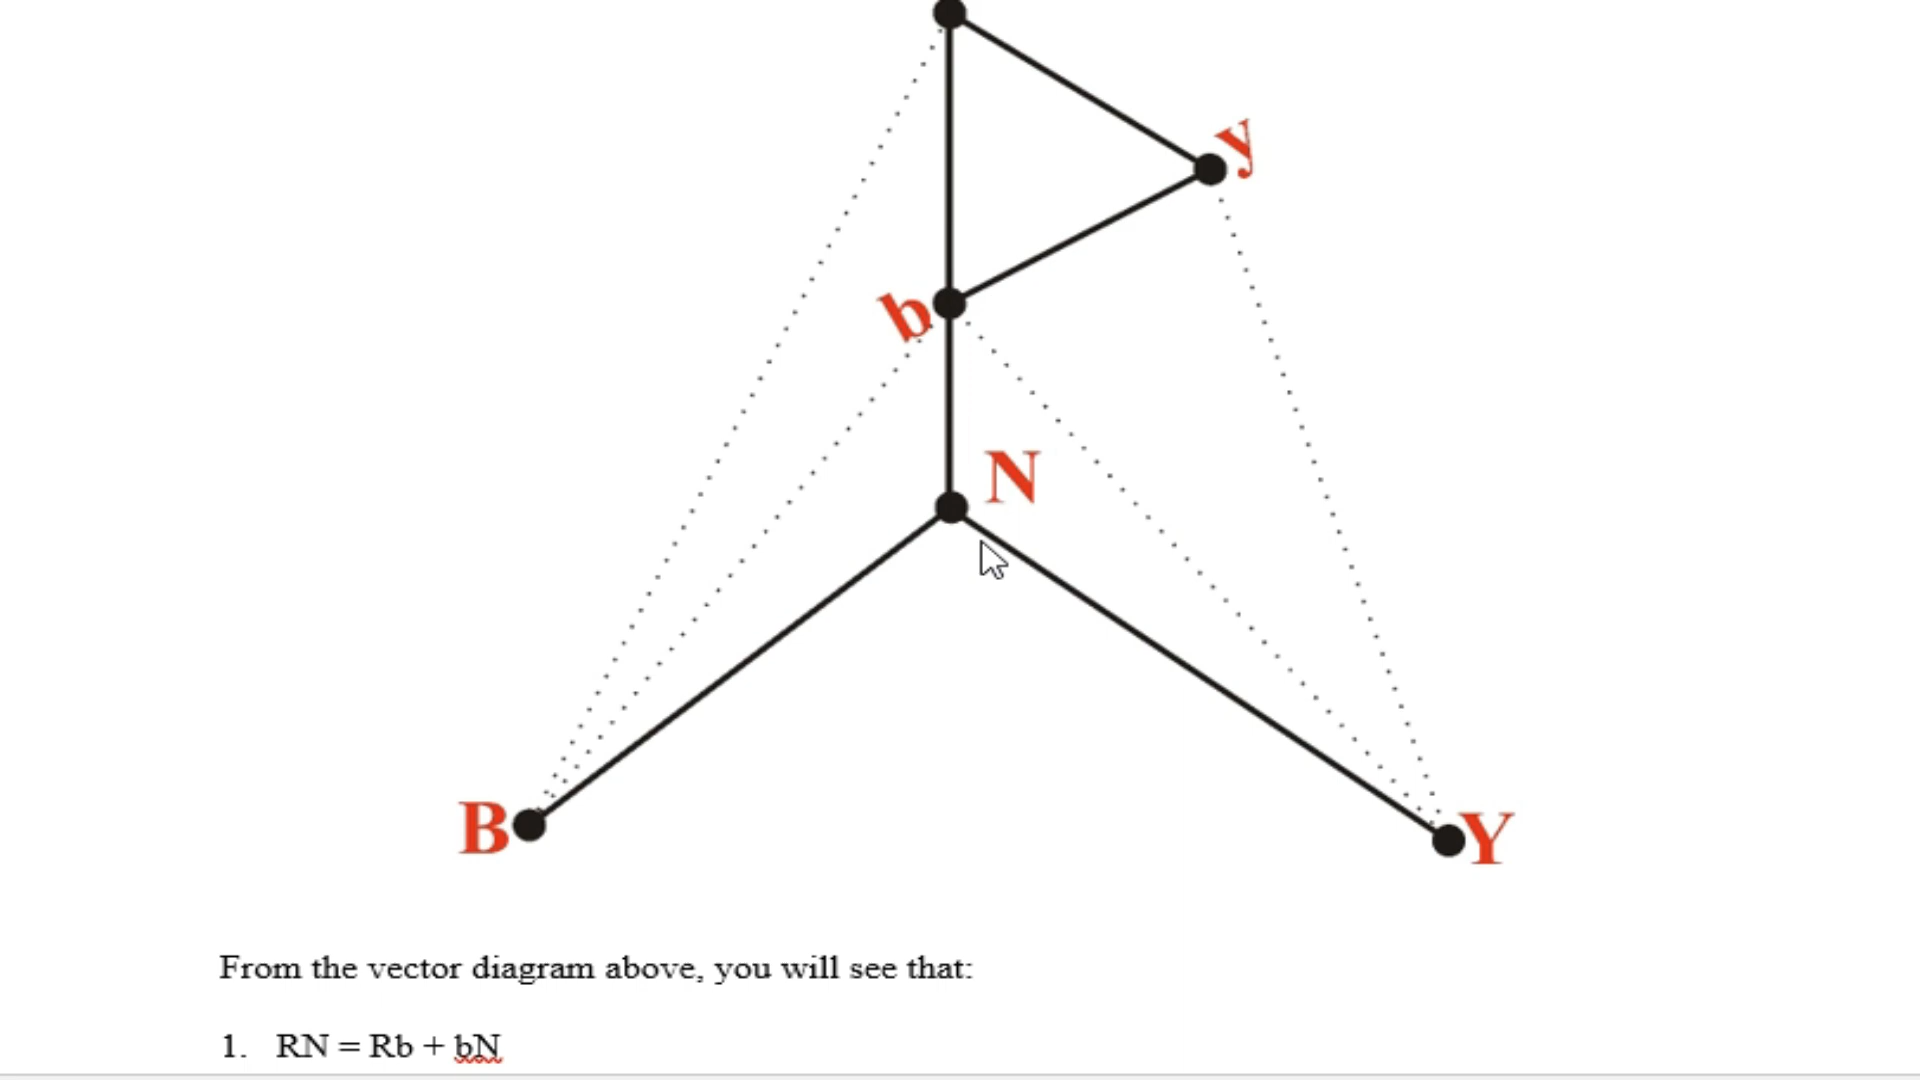 y
b
N
B
Y
From the vector diagram above, you will see that:
1. RN = Rb + bN